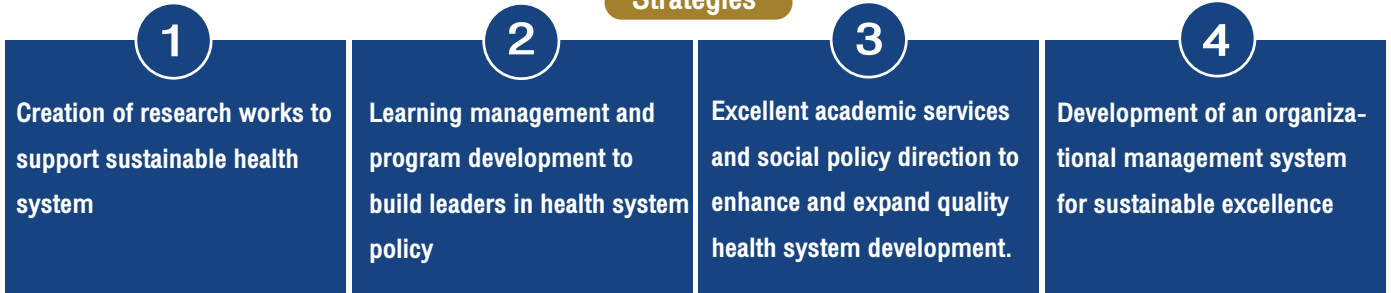 Strategies
1
Creation of research works to
support sustainable health
system
2
Learning management and
program development to
build leaders in health system
policy
3
Excellent academic services
and social policy direction to
enhance and expand quality
health system development.
4
Development of an organiza-
tional management system
for sustainable excellence